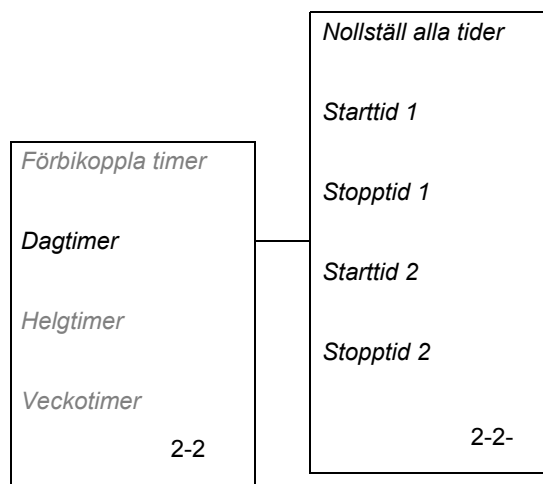 Förbikoppla timer
Dagtimer
Helgtimer
Veckotimer
2-2
Nollställ alla tider
Starttid 1
Stopptid 1
Starttid 2
Stopptid 2
2-2-